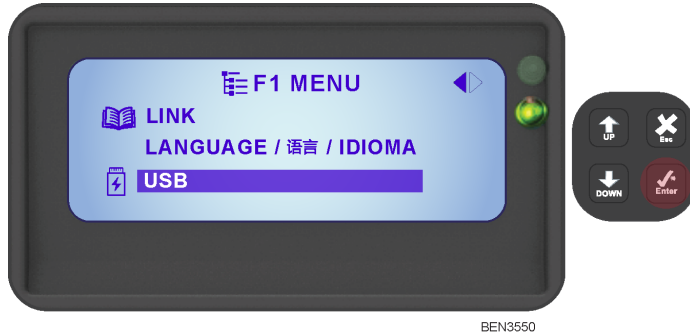 F1 MENU
LINK
LANGUAGE / 语言 / IDIOMA
USB
UP
Esc
DOWN
Enter
BEN3550